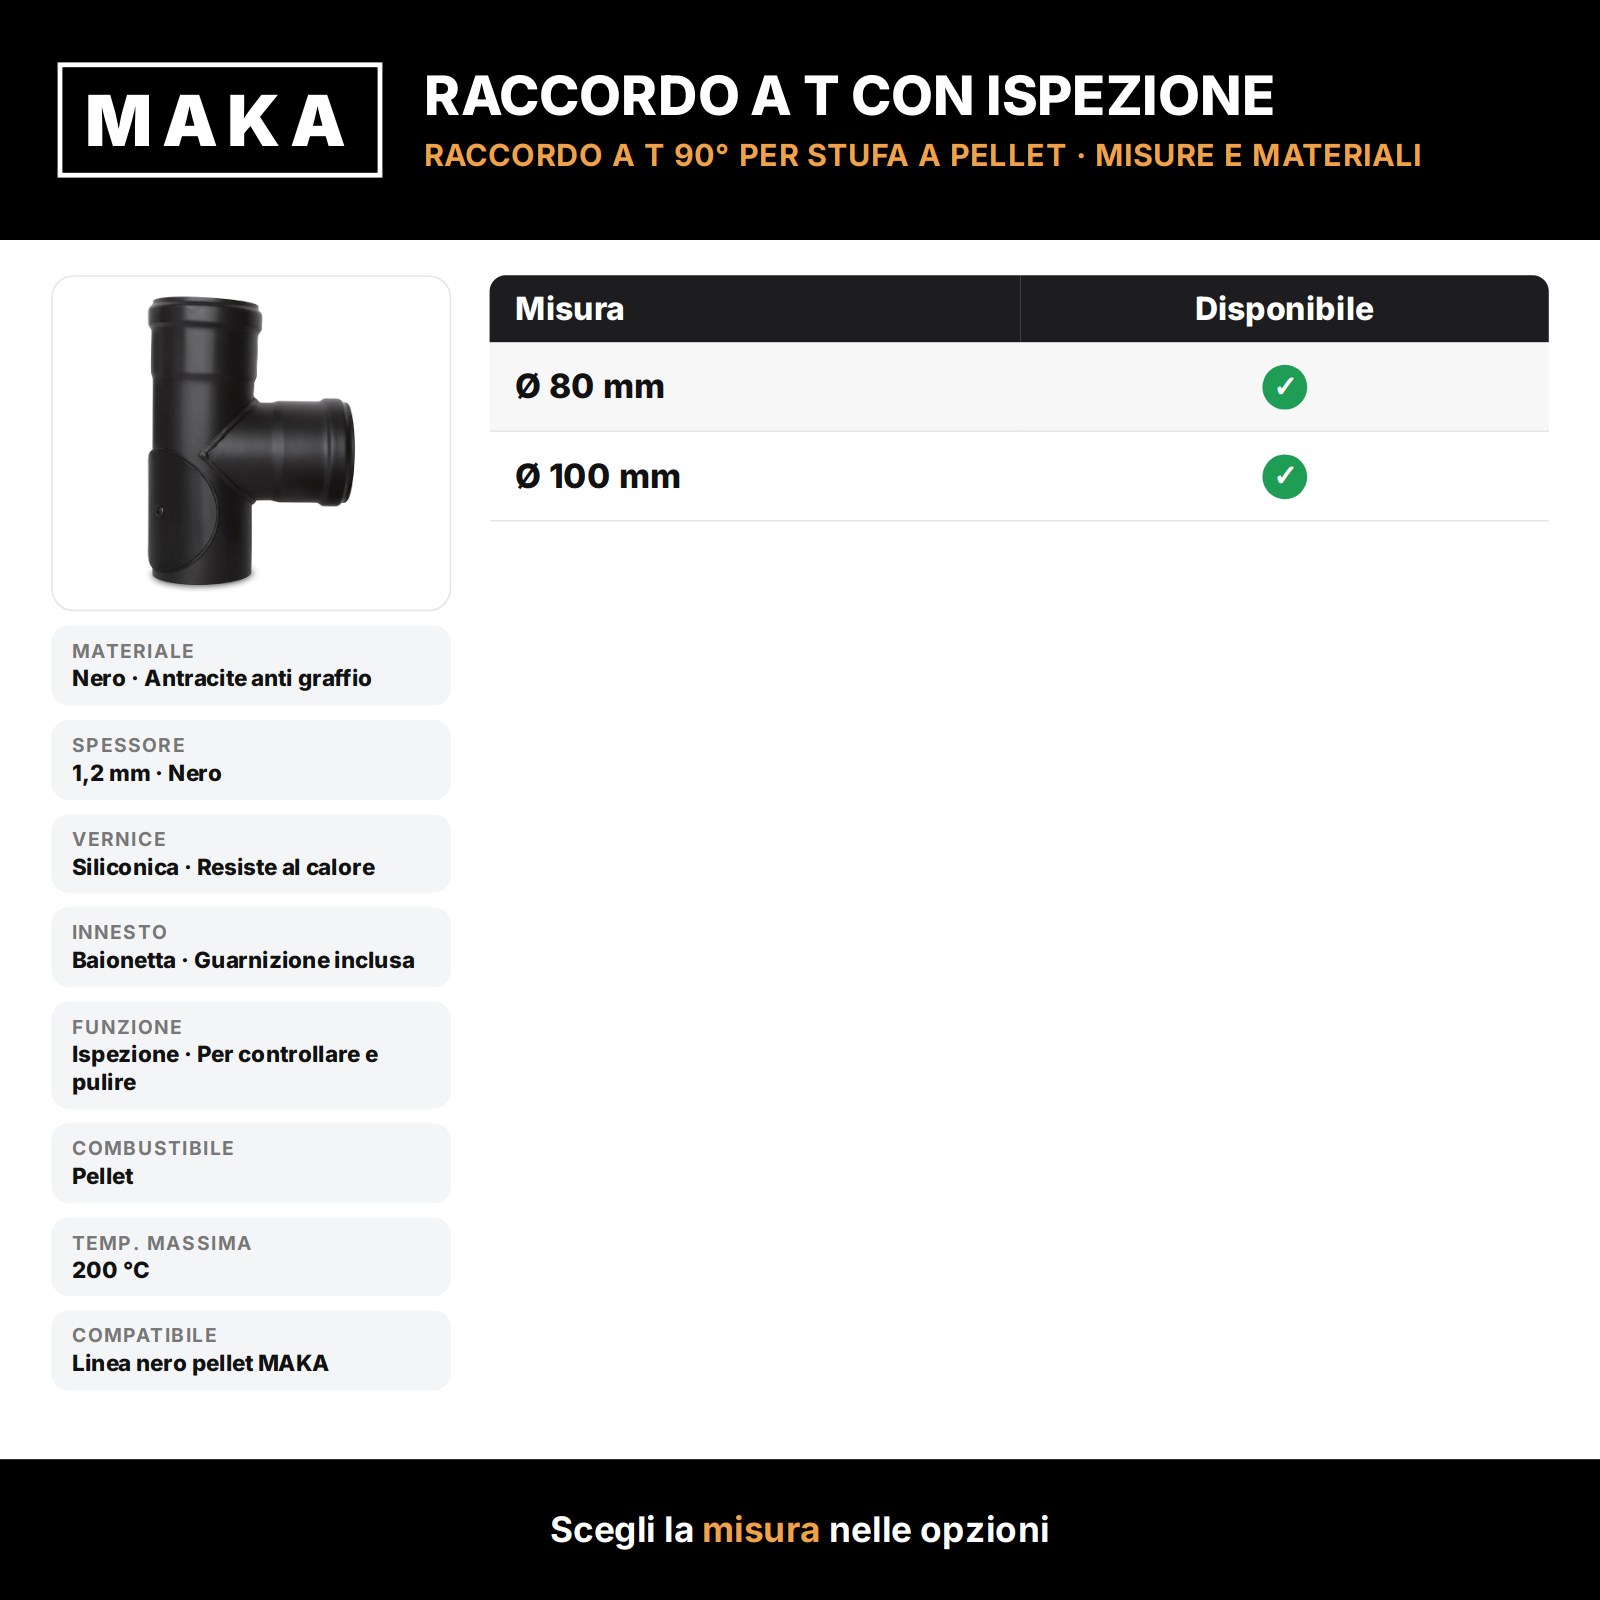 MAKA
RACCORDO A T CON ISPEZIONE
RACCORDO A T 90° PER STUFA A PELLET · MISURE E MATERIALI
Misura Disponibile
Ø 80 mm ✓
Ø 100 mm ✓
MATERIALE
Nero · Antracite anti graffio
SPESSORE
1,2 mm · Nero
VERNICE
Siliconica · Resiste al calore
INNESTO
Baionetta · Guarnizione inclusa
FUNZIONE
Ispezione · Per controllare e
pulire
COMBUSTIBILE
Pellet
TEMP. MASSIMA
200 °C
COMPATIBILE
Linea nero pellet MAKA
Scegli la misura nelle opzioni